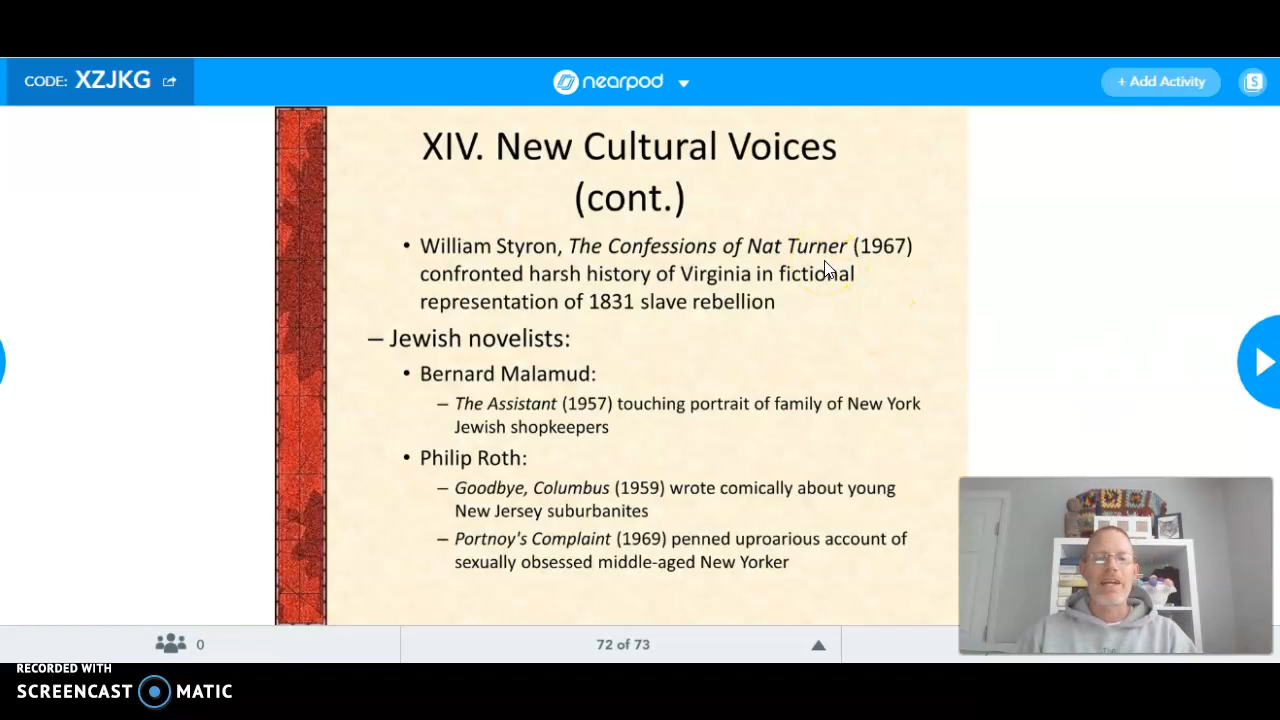 CODE: XZJKG
nearpod
+ Add Activity
S
XIV. New Cultural Voices
(cont.)
• William Styron, The Confessions of Nat Turner (1967)
confronted harsh history of Virginia in fictional
representation of 1831 slave rebellion
– Jewish novelists:
• Bernard Malamud:
– The Assistant (1957) touching portrait of family of New York
Jewish shopkeepers
• Philip Roth:
– Goodbye, Columbus (1959) wrote comically about young
New Jersey suburbanites
– Portnoy's Complaint (1969) penned uproarious account of
sexually obsessed middle-aged New Yorker
0
72 of 73
RECORDED WITH
SCREENCAST MATIC